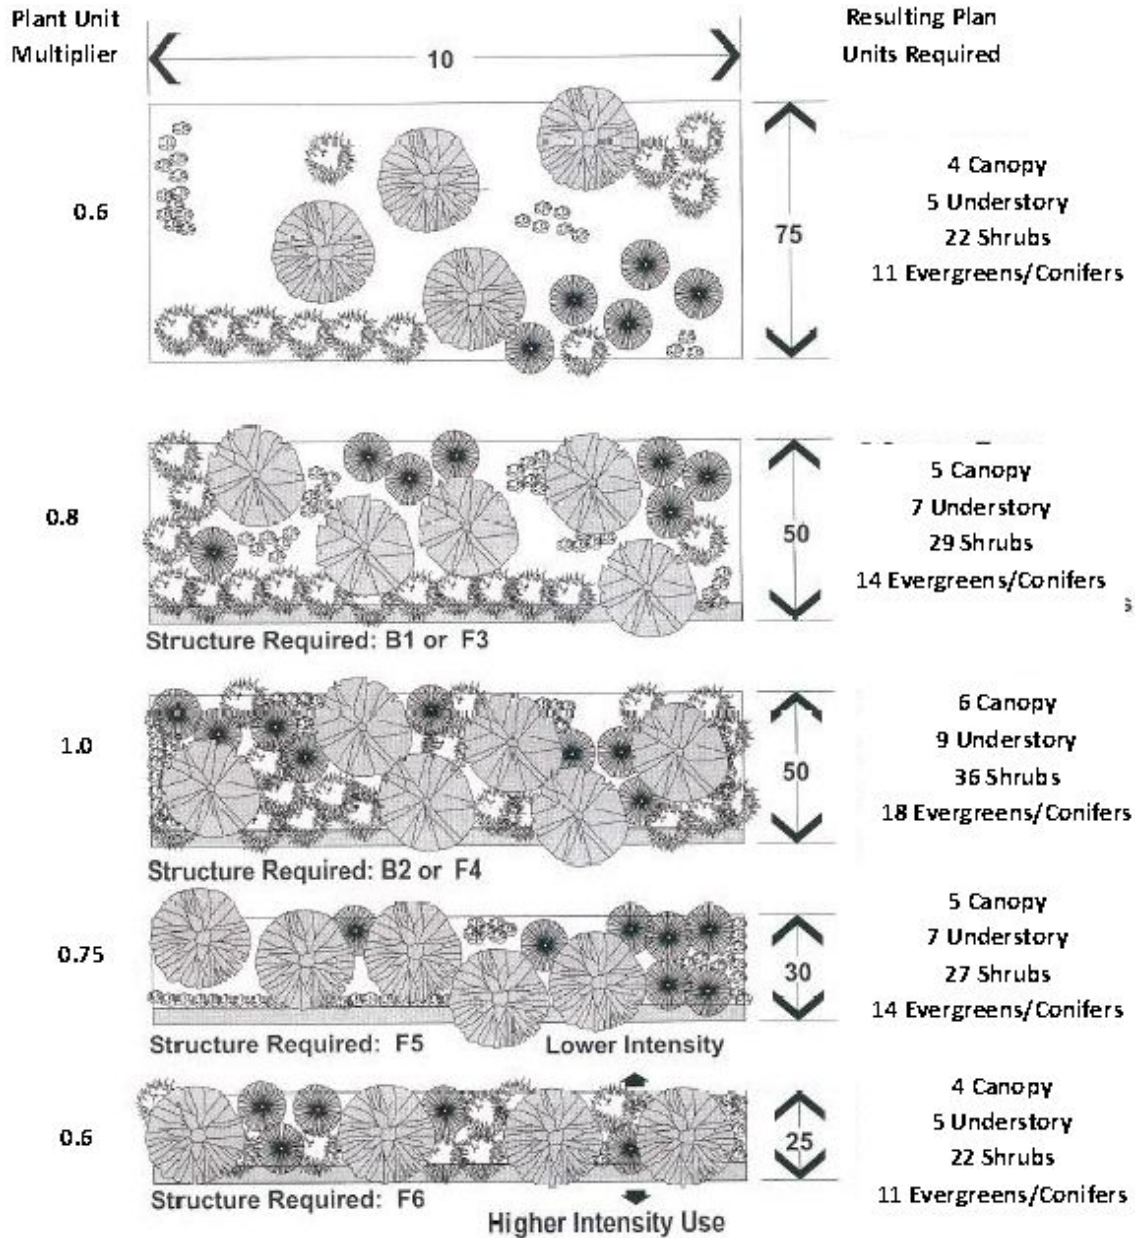 Plant Unit
Multiplier
Resulting Plan
Units Required
10
0.6
75
4 Canopy
5 Understory
22 Shrubs
11 Evergreens/Conifers
0.8
50
5 Canopy
7 Understory
29 Shrubs
14 Evergreens/Conifers
s
Structure Required: B1 or F3
1.0
50
6 Canopy
9 Understory
36 Shrubs
18 Evergreens/Conifers
Structure Required: B2 or F4
0.75
30
5 Canopy
7 Understory
27 Shrubs
14 Evergreens/Conifers
Structure Required: F5
Lower Intensity
0.6
25
4 Canopy
5 Understory
22 Shrubs
11 Evergreens/Conifers
Structure Required: F6
Higher Intensity Use